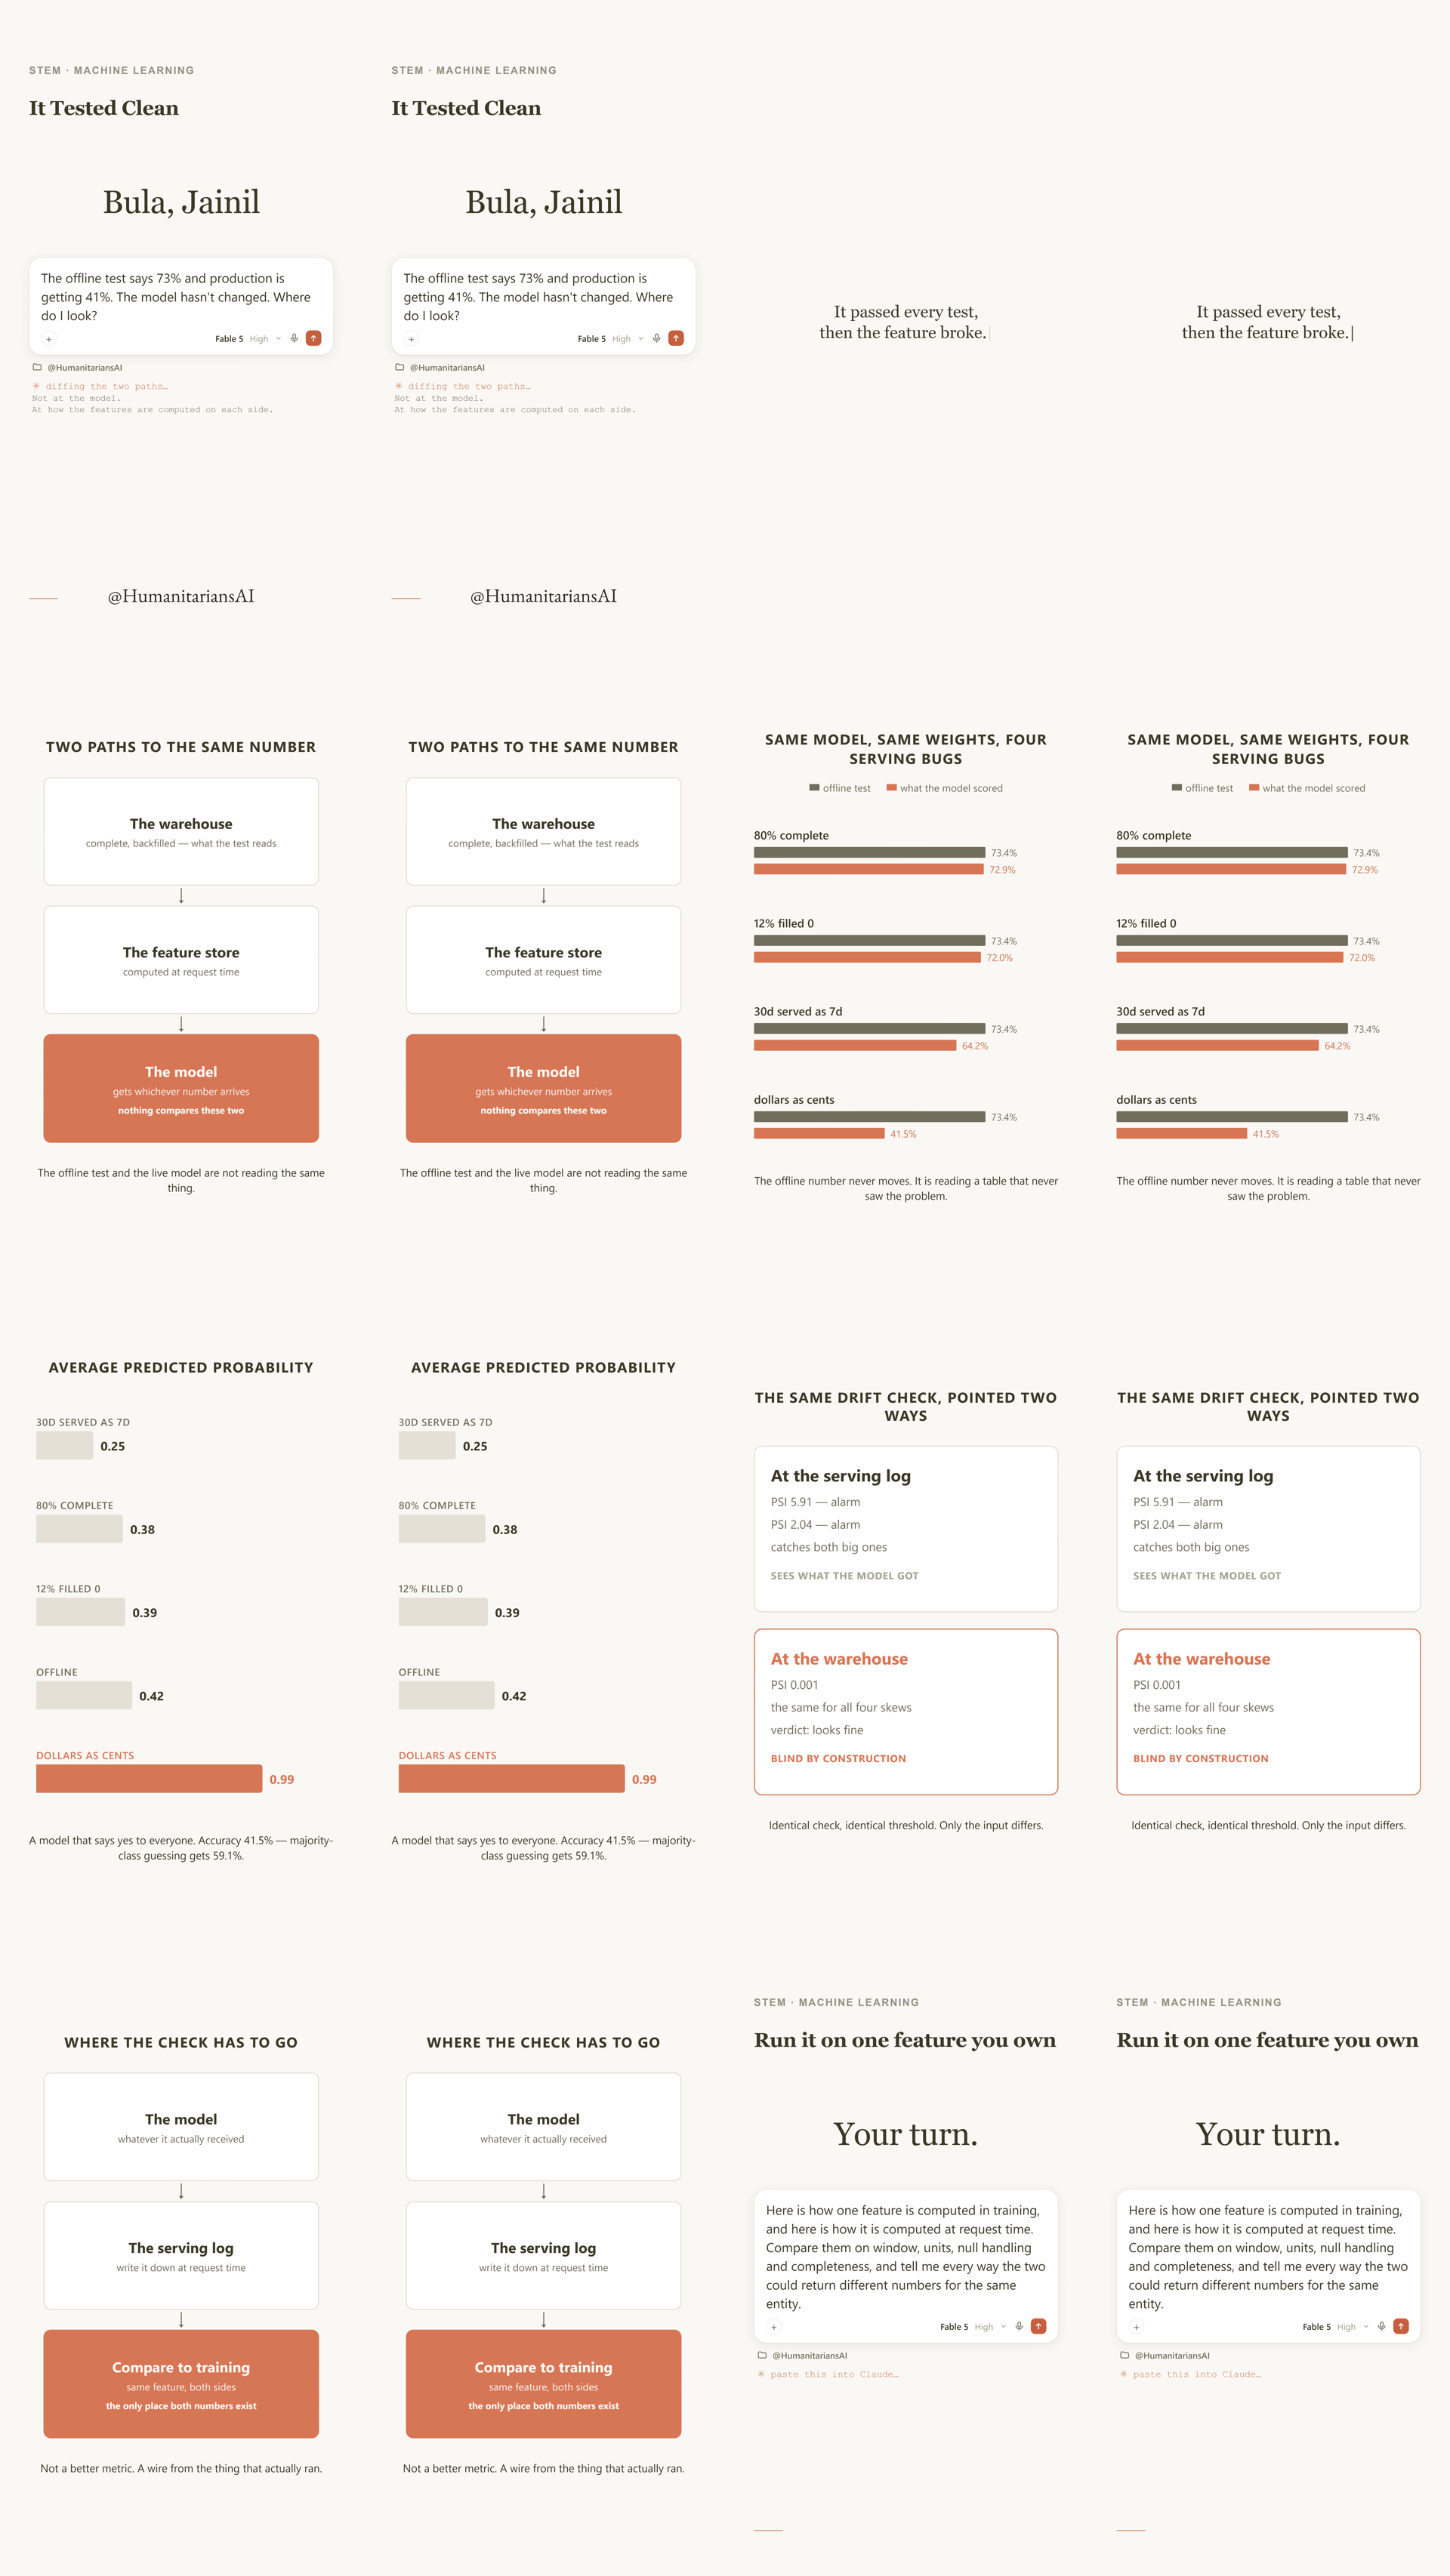 STEM · MACHINE LEARNING
It Tested Clean
Bula, Jainil
The offline test says 73% and production is
getting 41%. The model hasn't changed. Where
do I look?
+ Fable 5 High
@HumanitariansAI
✳ diffing the two paths…
Not at the model.
At how the features are computed on each side.
@HumanitariansAI
STEM · MACHINE LEARNING
It Tested Clean
Bula, Jainil
The offline test says 73% and production is
getting 41%. The model hasn't changed. Where
do I look?
+ Fable 5 High
@HumanitariansAI
✳ diffing the two paths…
Not at the model.
At how the features are computed on each side.
@HumanitariansAI
It passed every test,
then the feature broke.
It passed every test,
then the feature broke.
TWO PATHS TO THE SAME NUMBER
The warehouse
complete, backfilled — what the test reads
The feature store
computed at request time
The model
gets whichever number arrives
nothing compares these two
The offline test and the live model are not reading the same
thing.
TWO PATHS TO THE SAME NUMBER
The warehouse
complete, backfilled — what the test reads
The feature store
computed at request time
The model
gets whichever number arrives
nothing compares these two
The offline test and the live model are not reading the same
thing.
SAME MODEL, SAME WEIGHTS, FOUR
SERVING BUGS
offline test what the model scored
80% complete
73.4%
72.9%
12% filled 0
73.4%
72.0%
30d served as 7d
73.4%
64.2%
dollars as cents
73.4%
41.5%
The offline number never moves. It is reading a table that never
saw the problem.
SAME MODEL, SAME WEIGHTS, FOUR
SERVING BUGS
offline test what the model scored
80% complete
73.4%
72.9%
12% filled 0
73.4%
72.0%
30d served as 7d
73.4%
64.2%
dollars as cents
73.4%
41.5%
The offline number never moves. It is reading a table that never
saw the problem.
AVERAGE PREDICTED PROBABILITY
30D SERVED AS 7D
0.25
80% COMPLETE
0.38
12% FILLED 0
0.39
OFFLINE
0.42
DOLLARS AS CENTS
0.99
A model that says yes to everyone. Accuracy 41.5% — majority-
class guessing gets 59.1%.
AVERAGE PREDICTED PROBABILITY
30D SERVED AS 7D
0.25
80% COMPLETE
0.38
12% FILLED 0
0.39
OFFLINE
0.42
DOLLARS AS CENTS
0.99
A model that says yes to everyone. Accuracy 41.5% — majority-
class guessing gets 59.1%.
THE SAME DRIFT CHECK, POINTED TWO
WAYS
At the serving log
PSI 5.91 — alarm
PSI 2.04 — alarm
catches both big ones
SEES WHAT THE MODEL GOT
At the warehouse
PSI 0.001
the same for all four skews
verdict: looks fine
BLIND BY CONSTRUCTION
Identical check, identical threshold. Only the input differs.
THE SAME DRIFT CHECK, POINTED TWO
WAYS
At the serving log
PSI 5.91 — alarm
PSI 2.04 — alarm
catches both big ones
SEES WHAT THE MODEL GOT
At the warehouse
PSI 0.001
the same for all four skews
verdict: looks fine
BLIND BY CONSTRUCTION
Identical check, identical threshold. Only the input differs.
WHERE THE CHECK HAS TO GO
The model
whatever it actually received
The serving log
write it down at request time
Compare to training
same feature, both sides
the only place both numbers exist
Not a better metric. A wire from the thing that actually ran.
WHERE THE CHECK HAS TO GO
The model
whatever it actually received
The serving log
write it down at request time
Compare to training
same feature, both sides
the only place both numbers exist
Not a better metric. A wire from the thing that actually ran.
STEM · MACHINE LEARNING
Run it on one feature you own
Your turn.
Here is how one feature is computed in training,
and here is how it is computed at request time.
Compare them on window, units, null handling
and completeness, and tell me every way the two
could return different numbers for the same
entity.
+ Fable 5 High
@HumanitariansAI
✳ paste this into Claude…
STEM · MACHINE LEARNING
Run it on one feature you own
Your turn.
Here is how one feature is computed in training,
and here is how it is computed at request time.
Compare them on window, units, null handling
and completeness, and tell me every way the two
could return different numbers for the same
entity.
+ Fable 5 High
@HumanitariansAI
✳ paste this into Claude…